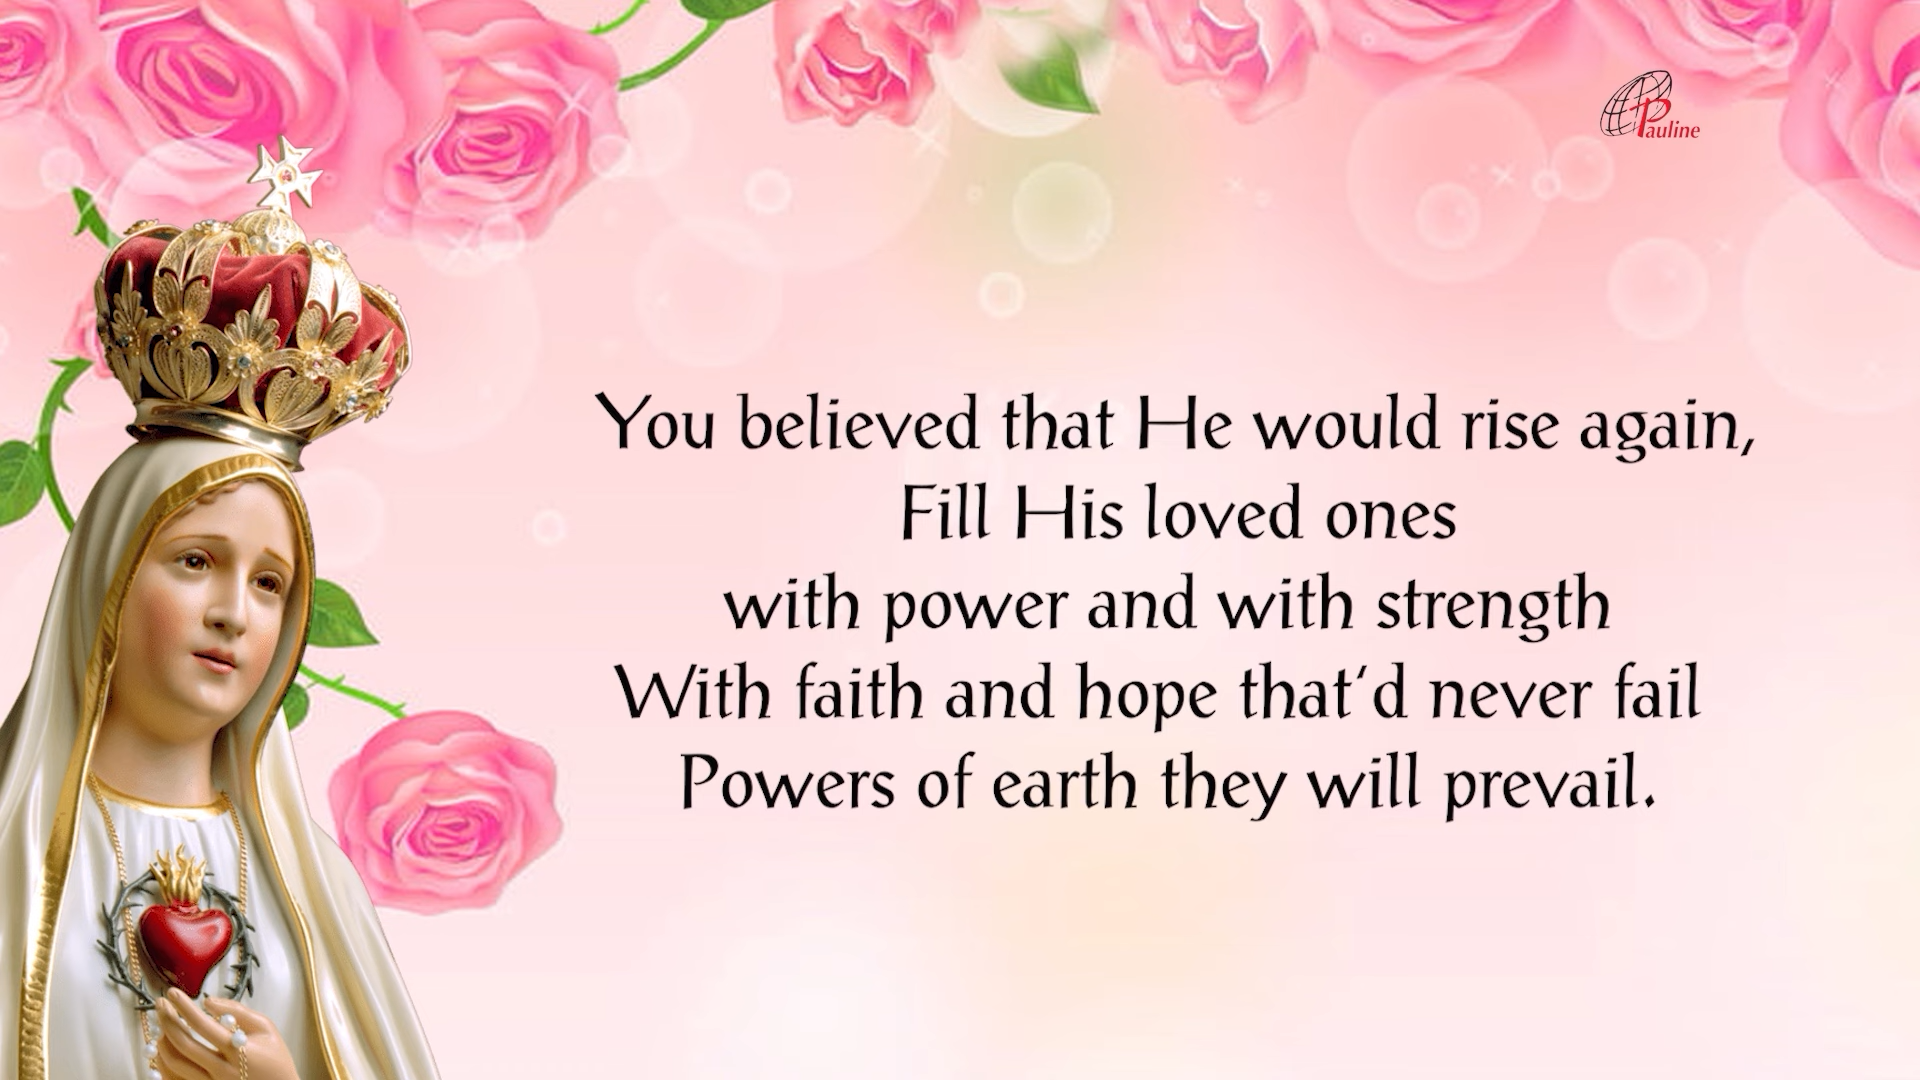 Pauline
You believed that He would rise again,
Fill His loved ones
with power and with strength
With faith and hope that'd never fail
Powers of earth they will prevail.